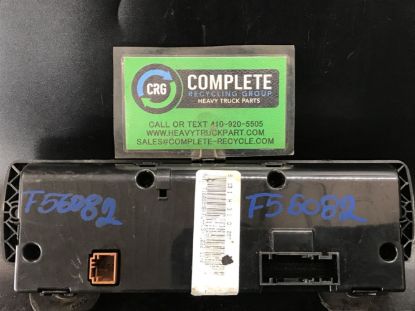 CRG
COMPLETE
RECYCLING GROUP
HEAVY TRUCK PARTS
CALL OR TEXT 410-920-5505
WWW.HEAVYTRUCKPART.COM
SALES@COMPLETE-RECYCLE.COM
F56082
F56082